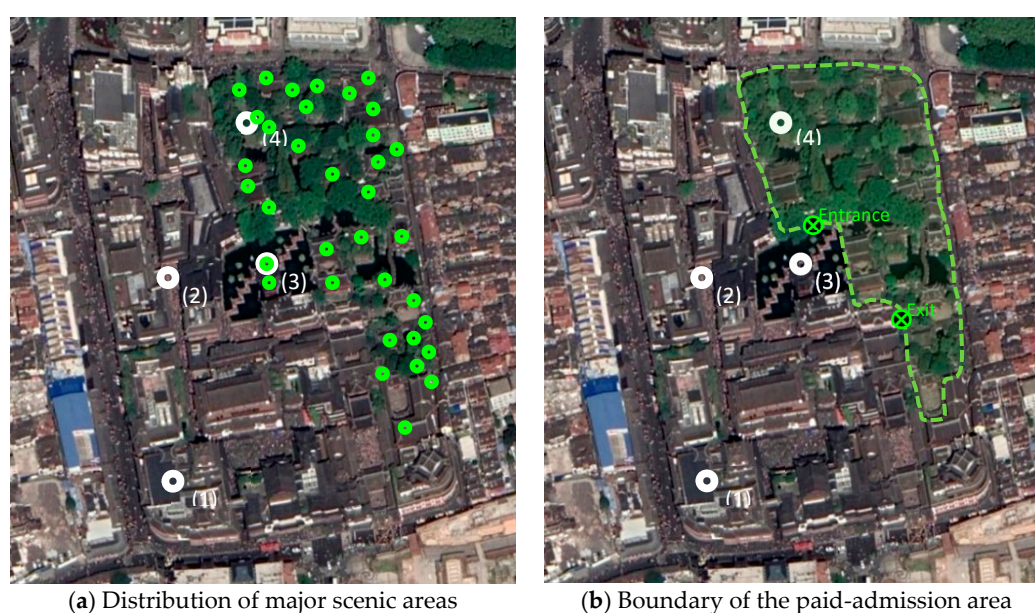 (4)
(3)
(2)
(1)
(a) Distribution of major scenic areas
(4)
Entrance
(3)
(2)
Exit
(1)
(b) Boundary of the paid-admission area